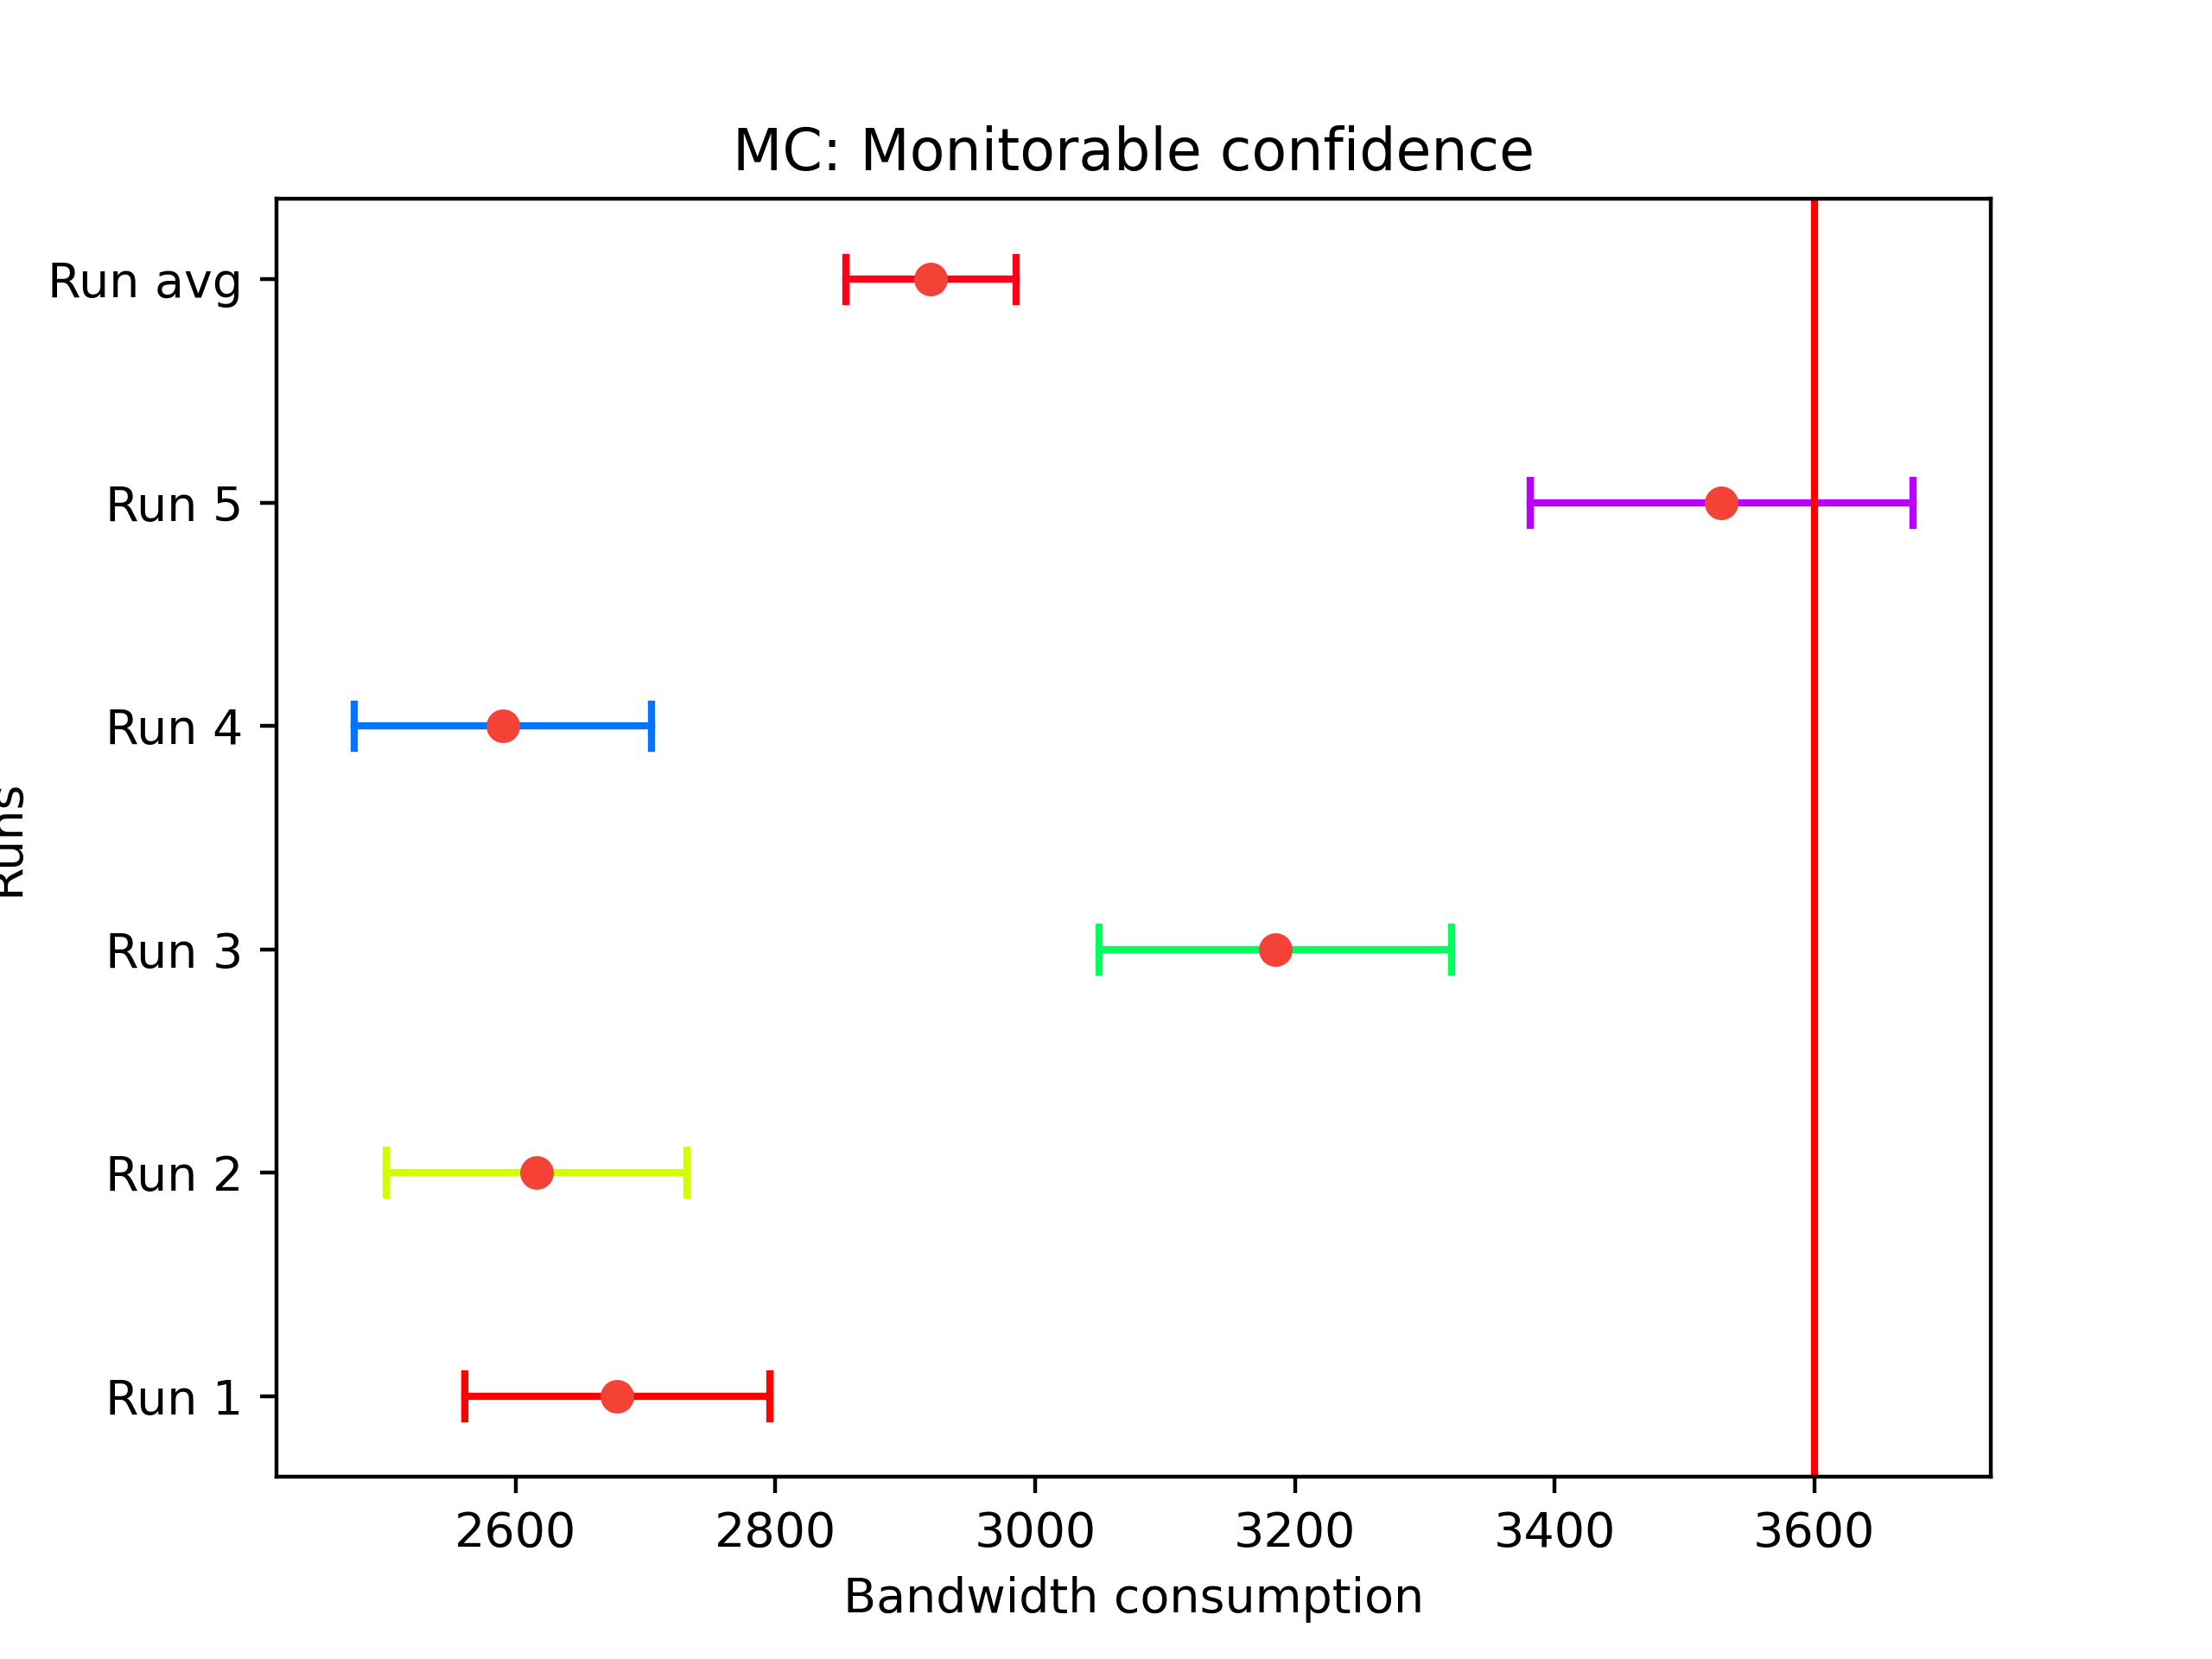 MC: Monitorable confidence
Run avg
Run 5
Run 4
Runs
Run 3
Run 2
Run 1
2600 2800 3000 3200 3400 3600
Bandwidth consumption